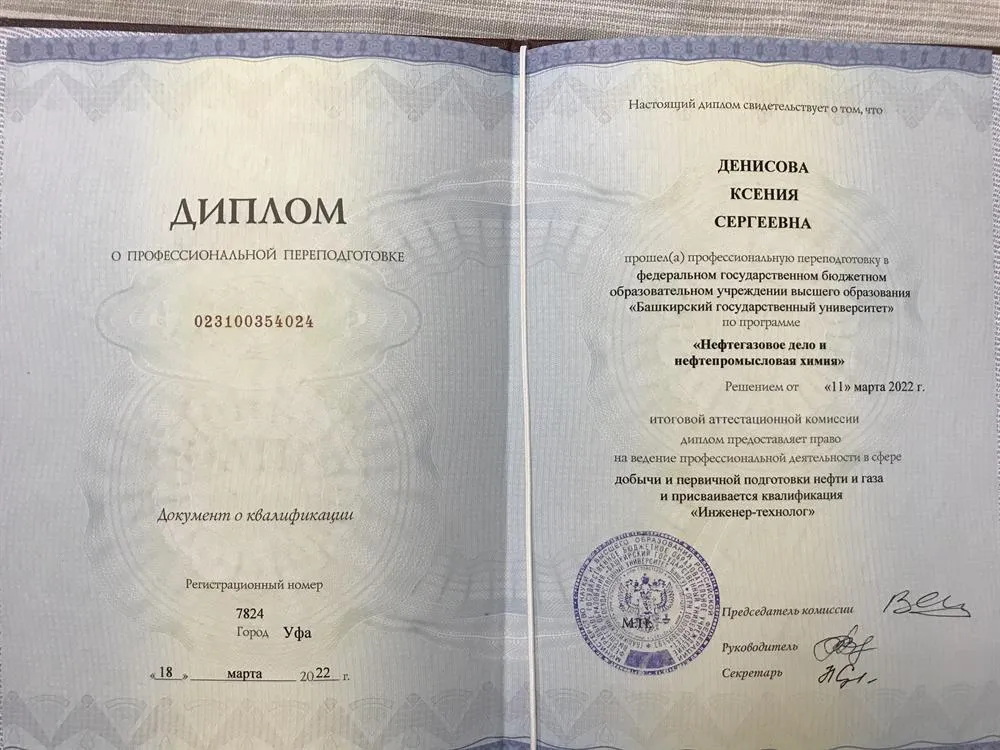 ДИПЛОМ
О ПРОФЕССИОНАЛЬНОЙ ПЕРЕПОДГОТОВКЕ
023100354024
Документ о квалификации
Регистрационный номер
7824
Город Уфа
« 18 » марта 2022 г.
Настоящий диплом свидетельствует о том, что
ДЕНИСОВА
КСЕНИЯ
СЕРГЕЕВНА
прошел(а) профессиональную переподготовку в
федеральном государственном бюджетном
образовательном учреждении высшего образования
«Башкирский государственный университет»
по программе
«Нефтегазовое дело и
нефтепромысловая химия»
Решением от «11» марта 2022 г.
итоговой аттестационной комиссии
диплом предоставляет право
на ведение профессиональной деятельности в сфере
добычи и первичной подготовки нефти и газа
и присваивается квалификация
«Инженер-технолог»
М.П.
Председатель комиссии
Руководитель
Секретарь